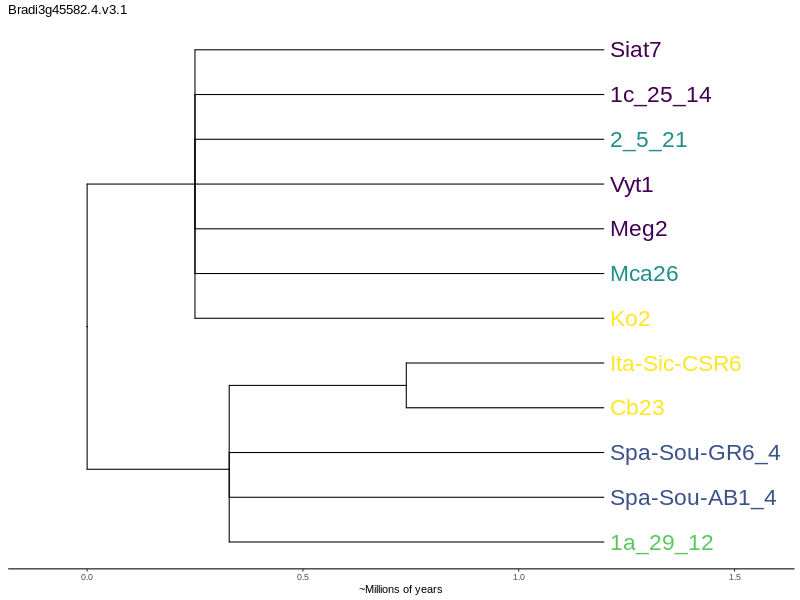 Bradi3g45582.4.v3.1
Siat7
1c_25_14
2_5_21
Vyt1
Meg2
Mca26
Ko2
Ita-Sic-CSR6
Cb23
Spa-Sou-GR6_4
Spa-Sou-AB1_4
1a_29_12
0.0 0.5 1.0 1.5
~Millions of years